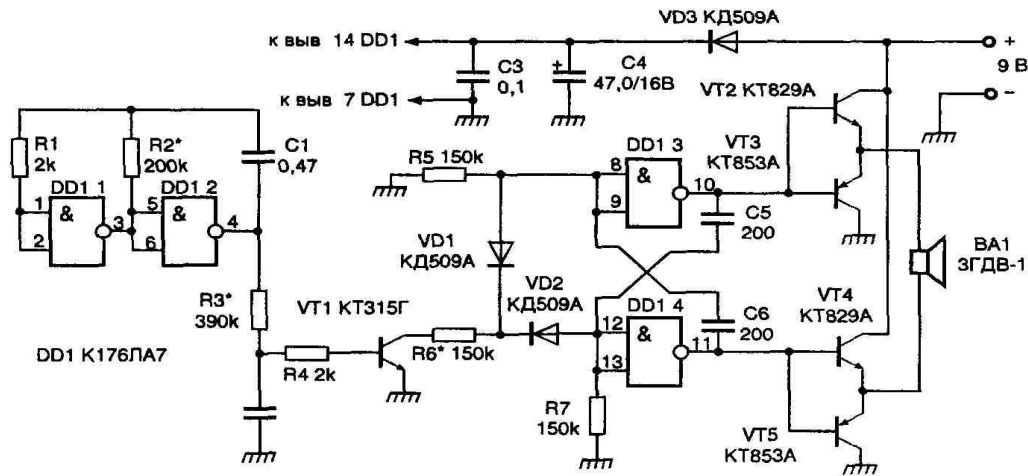 VD3 КД509А
к выв 14 DD1
+
9 В
–
C3
0,1
+
C4
47,0/16В
к выв 7 DD1
VT2 КТ829А
R1
2k
R2*
200k
C1
0,47
VT3
КТ853А
R5 150k
DD1 3
8
&
9
10
DD1 1
1
&
2
3
DD1 2
5
&
6
4
C5
200
VD1
КД509А
BA1
3ГДВ-1
VD2
КД509А
R3*
390k
VT1 КТ315Г
VT4
КТ829А
DD1 4
12
&
13
11
C6
200
R6* 150k
DD1 К176ЛА7
R4 2k
R7
150k
VT5
КТ853А